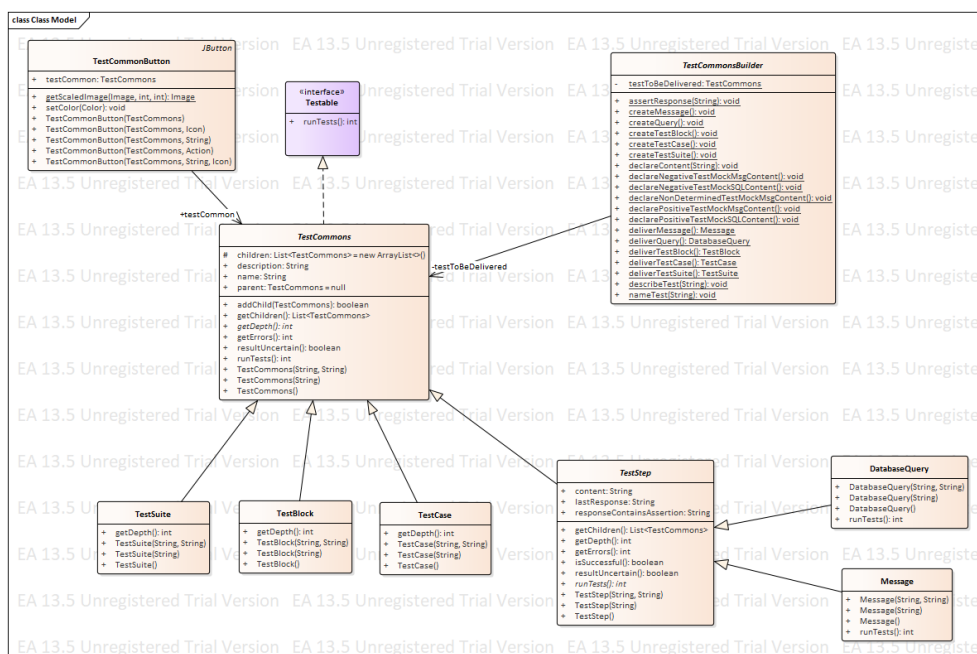 class Class Model
JButton
TestCommonButton
+ testCommon: TestCommons
+ getScaledImage(Image, int, int): Image
+ setColor(Color): void
+ TestCommonButton(TestCommons)
+ TestCommonButton(TestCommons, Icon)
+ TestCommonButton(TestCommons, String)
+ TestCommonButton(TestCommons, Action)
+ TestCommonButton(TestCommons, String, Icon)
«interface»
Testable
+ runTests(): int
TestCommonsBuilder
- testToBeDelivered: TestCommons
+ assertResponse(String): void
+ createMessage(): void
+ createQuery(): void
+ createTestBlock(): void
+ createTestCase(): void
+ createTestSuite(): void
+ declareContent(String): void
+ declareNegativeTestMockMsgContent(): void
+ declareNegativeTestMockSQLContent(): void
+ declareNonDeterminedTestMockMsgContent(): void
+ declarePositiveTestMockMsgContent(): void
+ declarePositiveTestMockSQLContent(): void
+ deliverMessage(): Message
+ deliverQuery(): DatabaseQuery
+ deliverTestBlock(): TestBlock
+ deliverTestCase(): TestCase
+ deliverTestSuite(): TestSuite
+ describeTest(String): void
+ nameTest(String): void
+testCommon
-testToBeDelivered
TestCommons
# children: List<TestCommons> = new ArrayList<>()
+ description: String
+ name: String
+ parent: TestCommons = null
+ addChild(TestCommons): boolean
+ getChildren(): List<TestCommons>
+ getDepth(): int
+ getErrors(): int
+ resultUncertain(): boolean
+ runTests(): int
+ TestCommons(String, String)
+ TestCommons(String)
+ TestCommons()
TestSuite
+ getDepth(): int
+ TestSuite(String, String)
+ TestSuite(String)
+ TestSuite()
TestBlock
+ getDepth(): int
+ TestBlock(String, String)
+ TestBlock(String)
+ TestBlock()
TestCase
+ getDepth(): int
+ TestCase(String, String)
+ TestCase(String)
+ TestCase()
TestStep
+ content: String
+ lastResponse: String
+ responseContainsAssertion: String
+ getChildren(): List<TestCommons>
+ getDepth(): int
+ getErrors(): int
+ isSuccessful(): boolean
+ resultUncertain(): boolean
+ runTests(): int
+ TestStep(String, String)
+ TestStep(String)
+ TestStep()
DatabaseQuery
+ DatabaseQuery(String, String)
+ DatabaseQuery(String)
+ DatabaseQuery()
+ runTests(): int
Message
+ Message(String, String)
+ Message(String)
+ Message()
+ runTests(): int
EA 13.5 Unregistered Trial Version